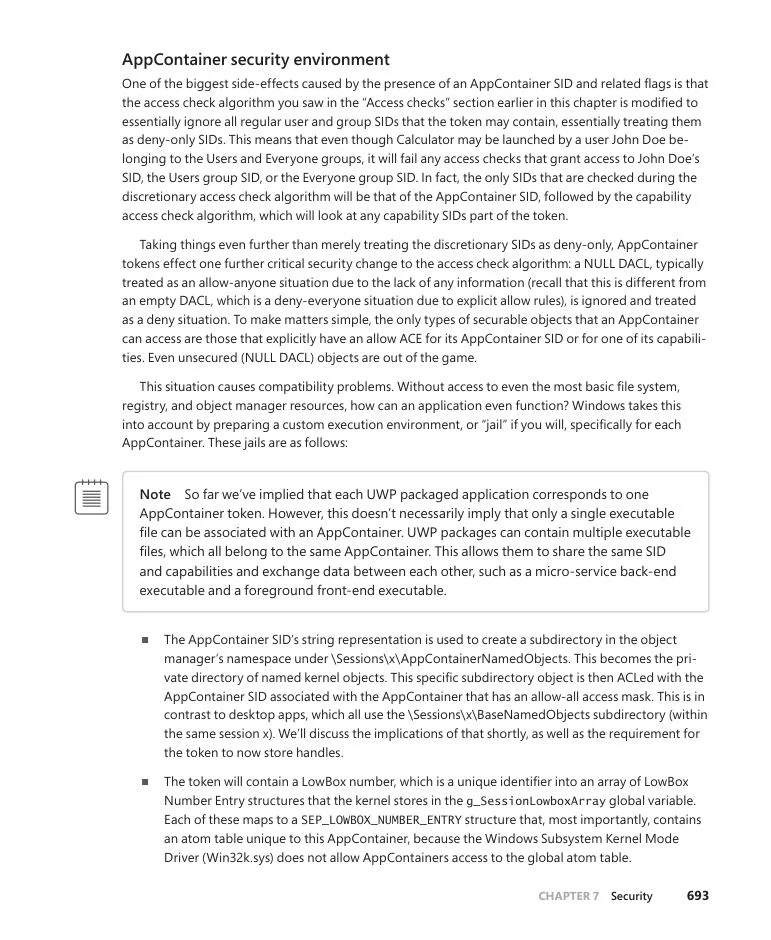 AppContainer security environment
One of the biggest side-effects caused by the presence of an AppContainer SID and related flags is that
the access check algorithm you saw in the “Access checks” section earlier in this chapter is modified to
essentially ignore all regular user and group SIDs that the token may contain, essentially treating them
as deny-only SIDs. This means that even though Calculator may be launched by a user John Doe be-
longing to the Users and Everyone groups, it will fail any access checks that grant access to John Doe’s
SID, the Users group SID, or the Everyone group SID. In fact, the only SIDs that are checked during the
discretionary access check algorithm will be that of the AppContainer SID, followed by the capability
access check algorithm, which will look at any capability SIDs part of the token.
Taking things even further than merely treating the discretionary SIDs as deny-only, AppContainer
tokens effect one further critical security change to the access check algorithm: a NULL DACL, typically
treated as an allow-anyone situation due to the lack of any information (recall that this is different from
an empty DACL, which is a deny-everyone situation due to explicit allow rules), is ignored and treated
as a deny situation. To make matters simple, the only types of securable objects that an AppContainer
can access are those that explicitly have an allow ACE for its AppContainer SID or for one of its capabili-
ties. Even unsecured (NULL DACL) objects are out of the game.
This situation causes compatibility problems. Without access to even the most basic file system,
registry, and object manager resources, how can an application even function? Windows takes this
into account by preparing a custom execution environment, or “jail” if you will, specifically for each
AppContainer. These jails are as follows:
Note So far we’ve implied that each UWP packaged application corresponds to one
AppContainer token. However, this doesn’t necessarily imply that only a single executable
file can be associated with an AppContainer. UWP packages can contain multiple executable
files, which all belong to the same AppContainer. This allows them to share the same SID
and capabilities and exchange data between each other, such as a micro-service back-end
executable and a foreground front-end executable.
■ The AppContainer SID’s string representation is used to create a subdirectory in the object
manager’s namespace under \Sessions\x\AppContainerNamedObjects. This becomes the pri-
vate directory of named kernel objects. This specific subdirectory object is then ACLed with the
AppContainer SID associated with the AppContainer that has an allow-all access mask. This is in
contrast to desktop apps, which all use the \Sessions\x\BaseNamedObjects subdirectory (within
the same session x). We’ll discuss the implications of that shortly, as well as the requirement for
the token to now store handles.
■ The token will contain a LowBox number, which is a unique identifier into an array of LowBox
Number Entry structures that the kernel stores in the g_SessionLowboxArray global variable.
Each of these maps to a SEP_LOWBOX_NUMBER_ENTRY structure that, most importantly, contains
an atom table unique to this AppContainer, because the Windows Subsystem Kernel Mode
Driver (Win32k.sys) does not allow AppContainers access to the global atom table.
CHAPTER 7 Security 693